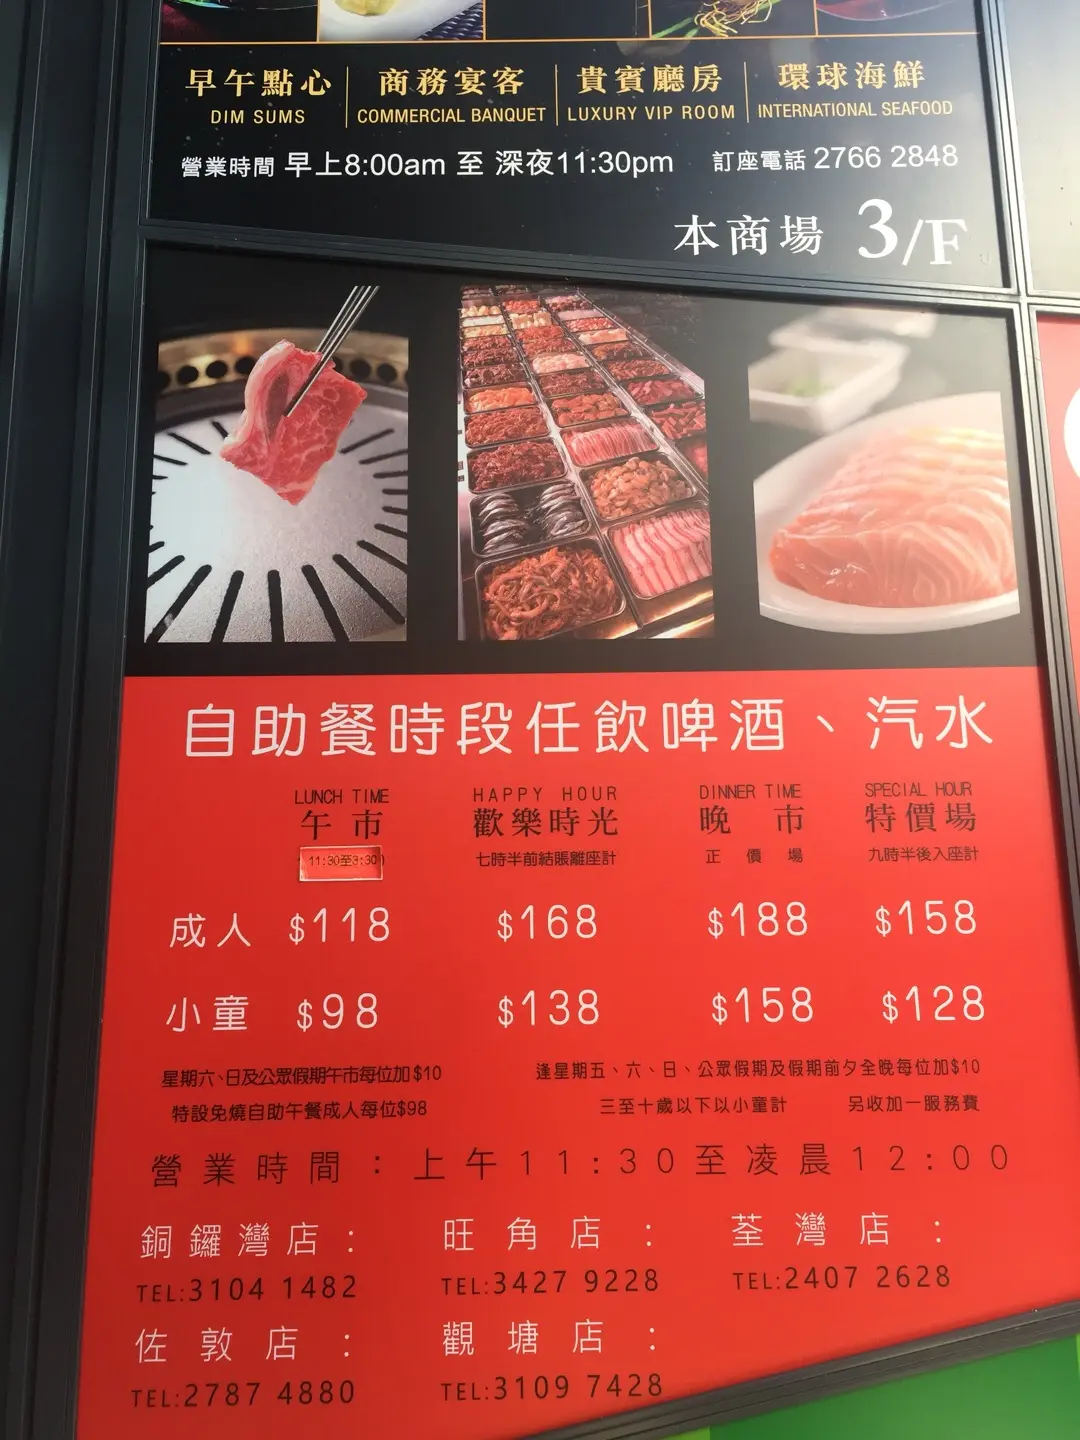 早午點心 商務宴客 貴賓廳房 環球海鮮
DIM SUMS COMMERCIAL BANQUET LUXURY VIP ROOM INTERNATIONAL SEAFOOD
營業時間 早上8:00am 至 深夜11:30pm 訂座電話 2766 2848
本商場 3/F
自助餐時段任飲啤酒、汽水
LUNCH TIME HAPPY HOUR DINNER TIME SPECIAL HOUR
午市 歡樂時光 晚市 特價場
11:30至3:30 七時半前結賬離座計 正價場 九時半後入座計
成人 $118 $168 $188 $158
小童 $98 $138 $158 $128
星期六、日及公眾假期午市每位加$10 逢星期五、六、日、公眾假期及假期前夕全晚每位加$10
特設免燒自助午餐成人每位$98 三至十歲以下以小童計 另收加一服務費
營業時間：上午11:30至凌晨12:00
銅鑼灣店： 旺角店： 荃灣店：
TEL:3104 1482 TEL:3427 9228 TEL:2407 2628
佐敦店： 觀塘店：
TEL:2787 4880 TEL:3109 7428